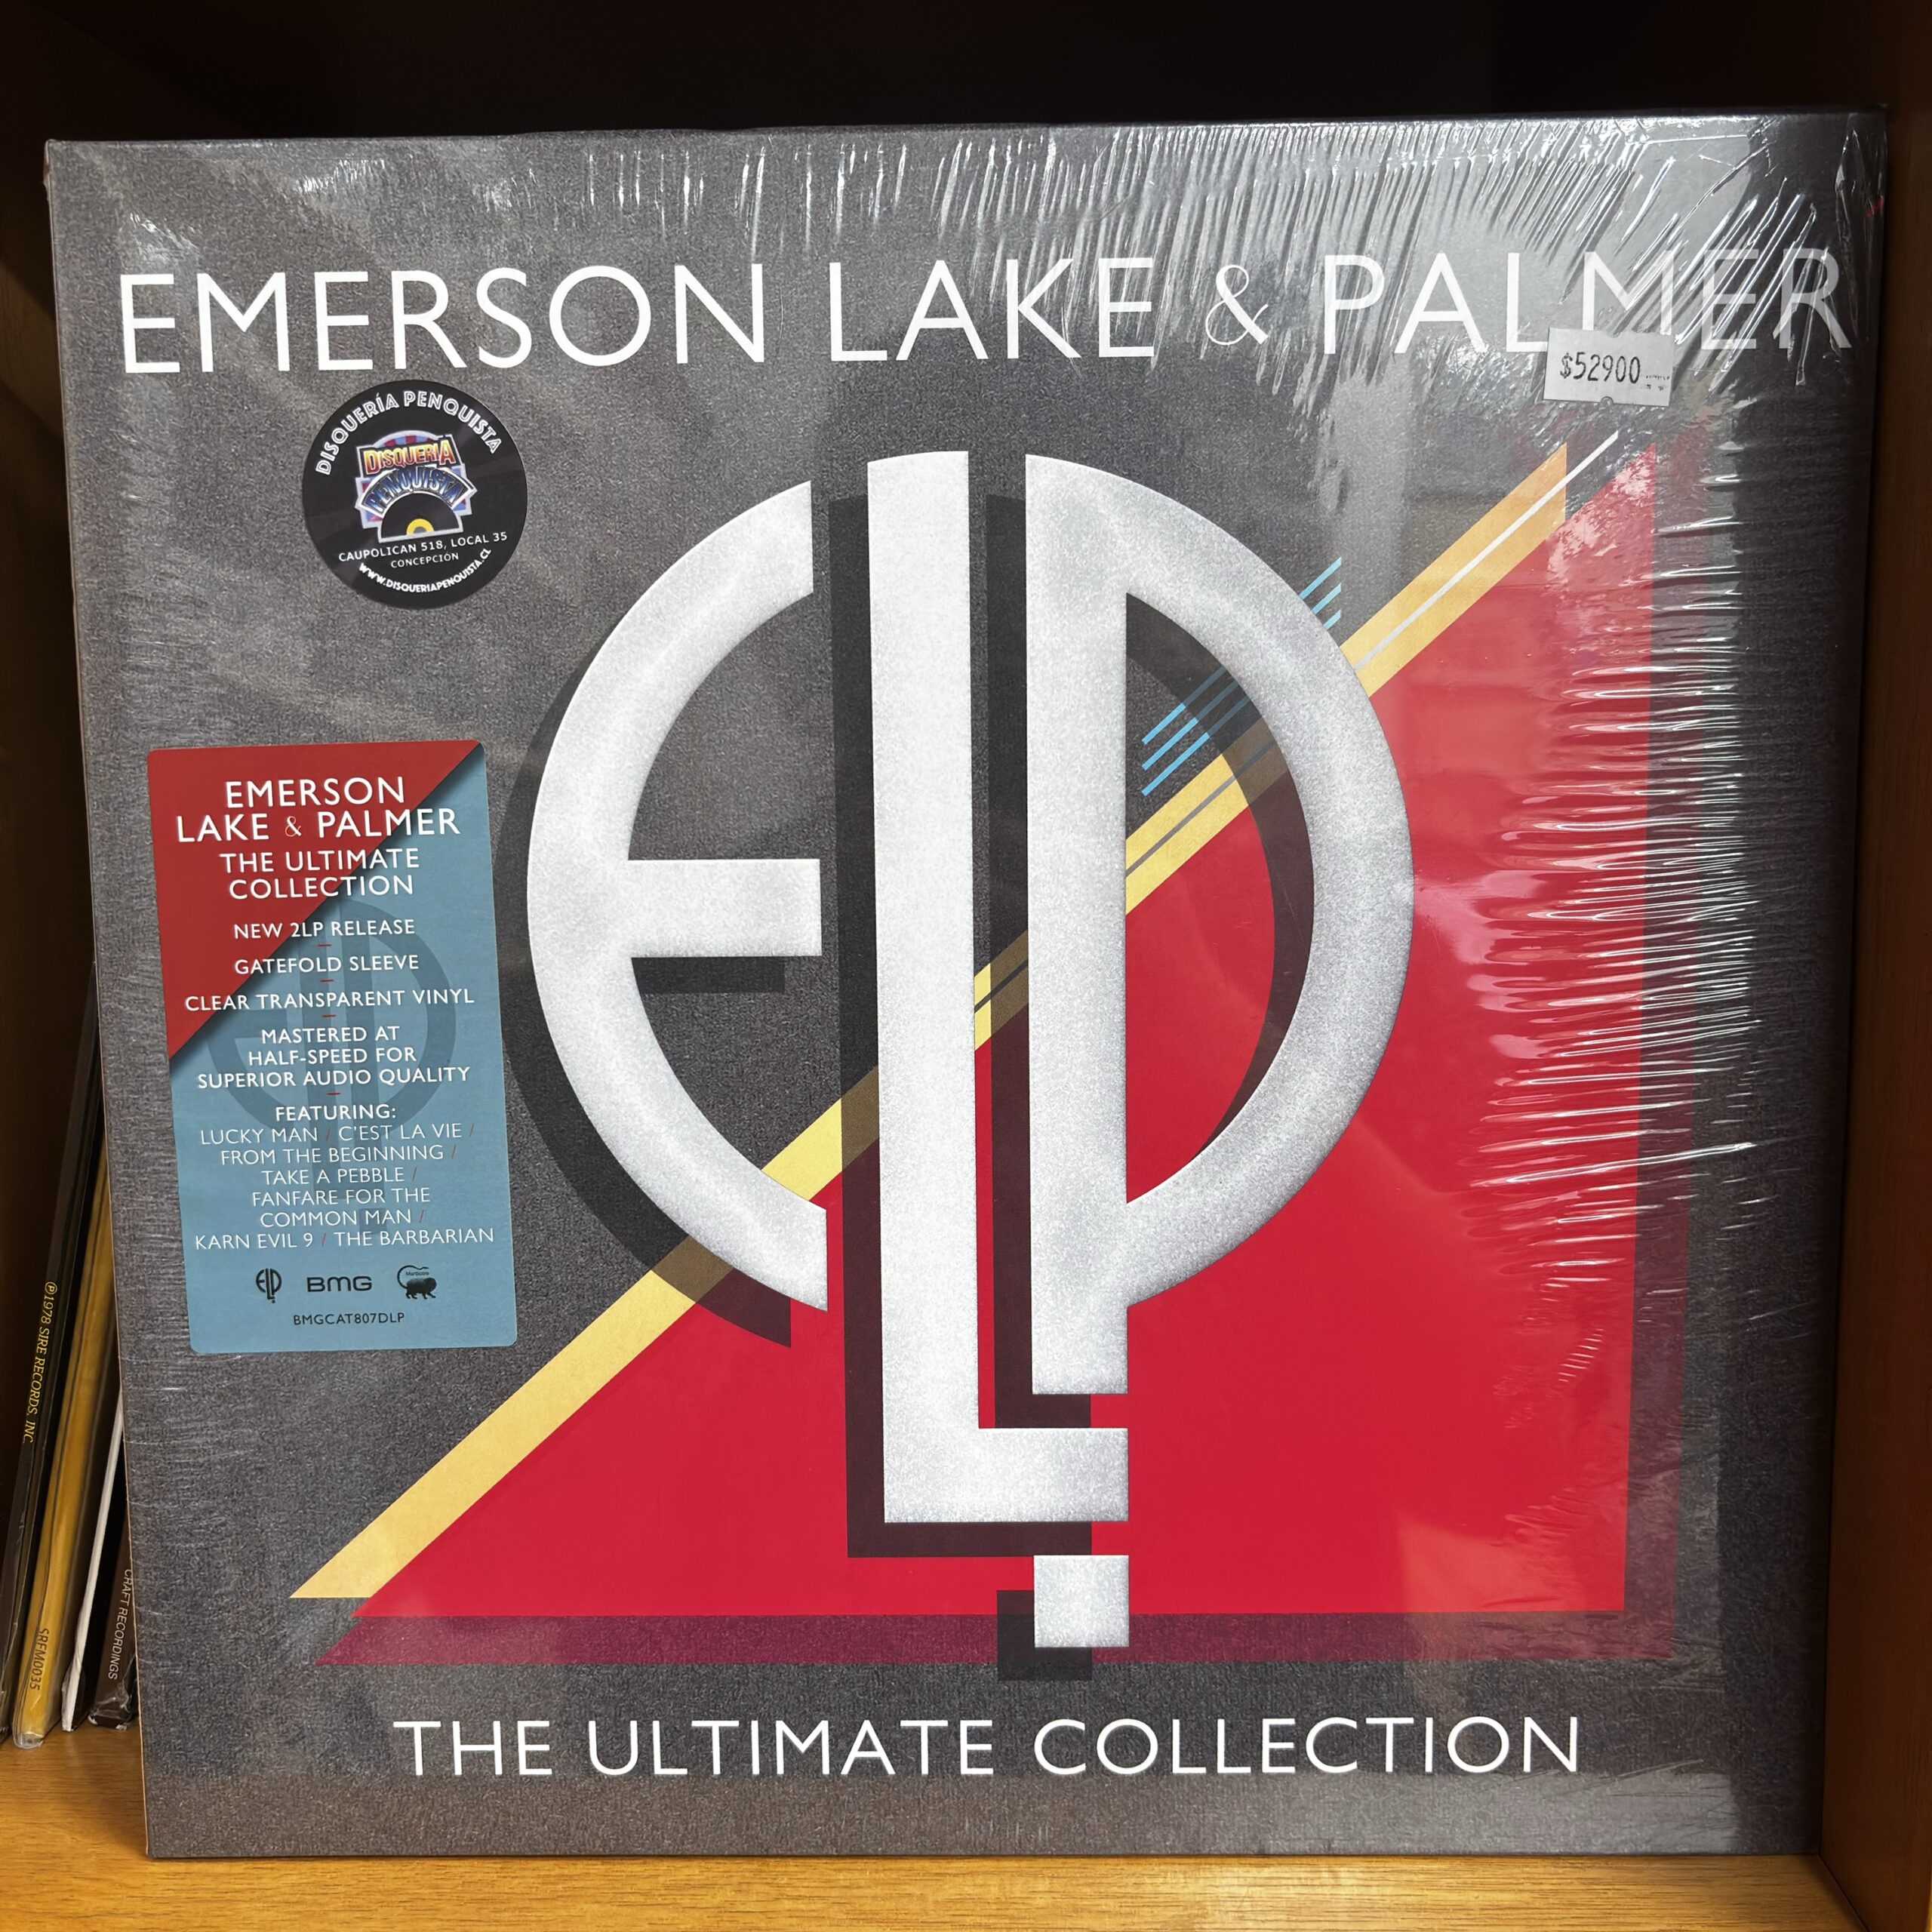 EMERSON LAKE & PALMER
$52900
DISQUERÍA PENQUISTA
DISQUERIA
PENQUISTA
CAUPOLICAN 518, LOCAL 35
CONCEPCIÓN
WWW.DISQUERIAPENQUISTA.CL
ELP
EMERSON
LAKE & PALMER
THE ULTIMATE
COLLECTION
NEW 2LP RELEASE
GATEFOLD SLEEVE
CLEAR TRANSPARENT VINYL
MASTERED AT
HALF-SPEED FOR
SUPERIOR AUDIO QUALITY
FEATURING:
LUCKY MAN / C'EST LA VIE /
FROM THE BEGINNING /
TAKE A PEBBLE /
FANFARE FOR THE
COMMON MAN /
KARN EVIL 9 / THE BARBARIAN
ELP BMG Manticore
BMGCAT807DLP
℗1978 SIRE RECORDS, INC.
SRFM0035
CRAFT RECORDINGS
THE ULTIMATE COLLECTION